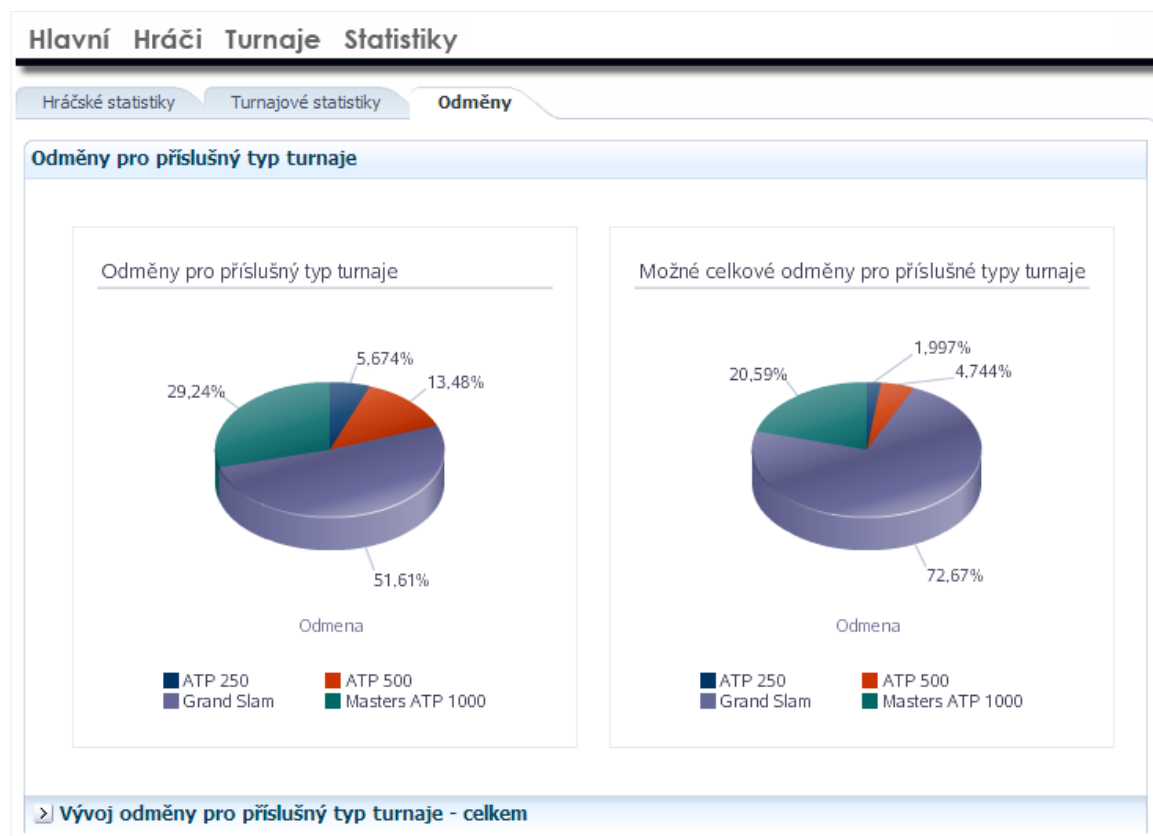 Hlavní Hráči Turnaje Statistiky
Hráčské statistiky Turnajové statistiky Odměny
Odměny pro příslušný typ turnaje
Odměny pro příslušný typ turnaje
5,674%
13,48%
29,24%
51,61%
Odmena
ATP 250 ATP 500
Grand Slam Masters ATP 1000
Možné celkové odměny pro příslušné typy turnaje
1,997%
4,744%
20,59%
72,67%
Odmena
ATP 250 ATP 500
Grand Slam Masters ATP 1000
Vývoj odměny pro příslušný typ turnaje - celkem